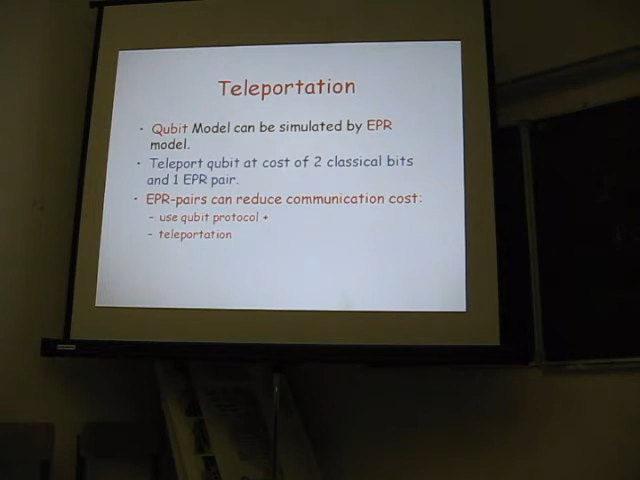 Teleportation
• Qubit Model can be simulated by EPR
model.
• Teleport qubit at cost of 2 classical bits
and 1 EPR pair.
• EPR-pairs can reduce communication cost:
– use qubit protocol +
– teleportation